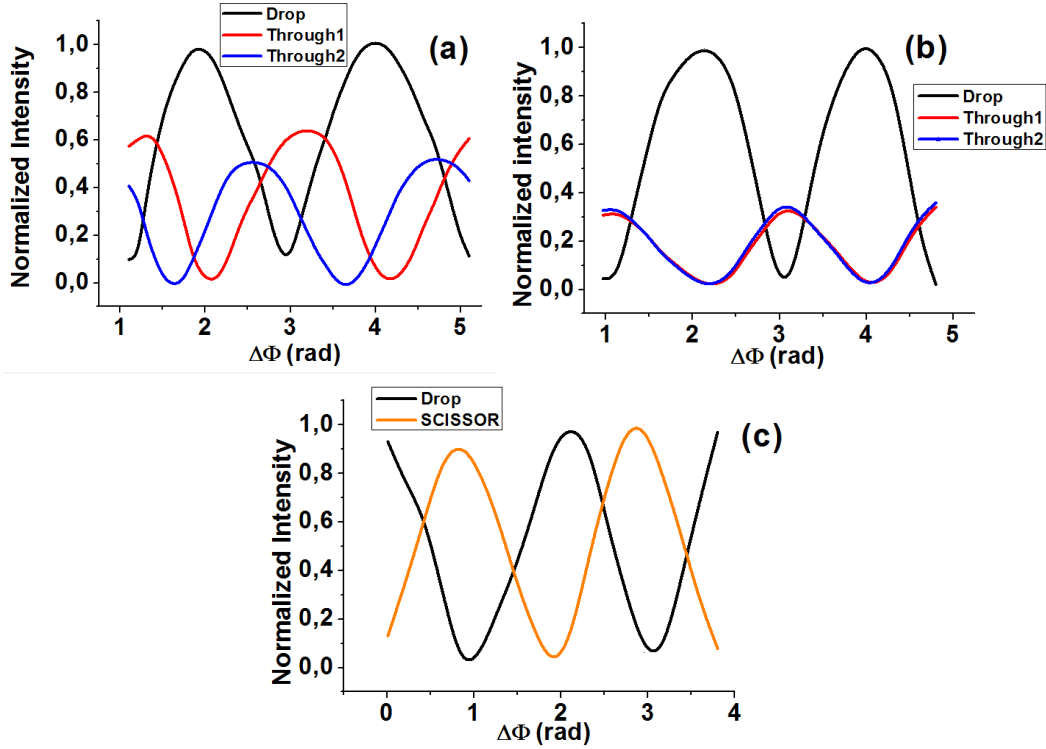 Drop
Through1
Through2
(a)
1,0
0,8
0,6
0,4
0,2
0,0
Normalized Intensity
1 2 3 4 5
ΔΦ (rad)
(b)
Drop
Through1
Through2
1,0
0,8
0,6
0,4
0,2
0,0
Normalized intensity
1 2 3 4 5
ΔΦ (rad)
Drop
SCISSOR
(c)
1,0
0,8
0,6
0,4
0,2
0,0
Normalized Intensity
0 1 2 3 4
ΔΦ (rad)